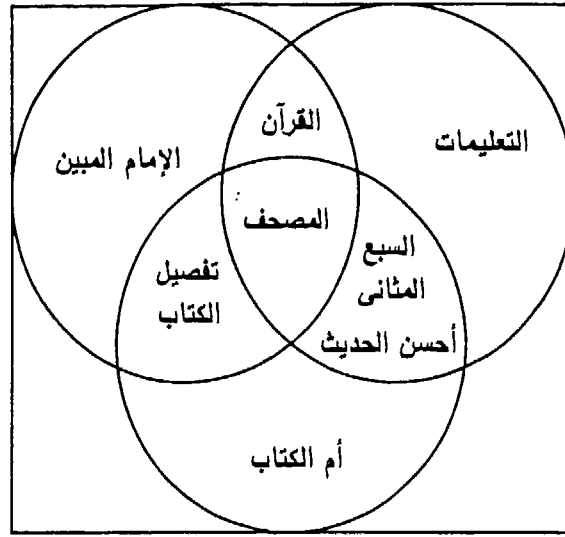 القرآن
التعليمات
الإمام المبين
المصحف
السبع
المثانى
أحسن الحديث
تفصيل
الكتاب
أم الكتاب